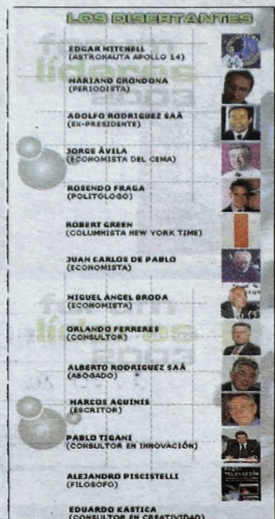 LOS DISERTANTES
EDGAR MITCHELL
(ASTRONAUTA APOLLO 14)
MARIANO GRONDONA
(PERIODISTA)
ADOLFO RODRIGUEZ SAÁ
(EX-PRESIDENTE)
JORGE ÁVILA
(ECONOMISTA DEL CEMA)
ROSENDO FRAGA
(POLITÓLOGO)
ROBERT GREEN
(COLUMNISTA NEW YORK TIME)
JUAN CARLOS DE PABLO
(ECONOMISTA)
MIGUEL ÁNGEL BRODA
(ECONOMISTA)
ORLANDO FERRERES
(CONSULTOR)
ALBERTO RODRIGUEZ SAÁ
(ABOGADO)
MARCOS AGUINIS
(ESCRITOR)
PABLO TIGANI
(CONSULTOR EN INNOVACIÓN)
ALEJANDRO PISCISTELLI
(FILOSOFO)
EDUARDO KASTICA
(CONSULTOR EN CREATIVIDAD)